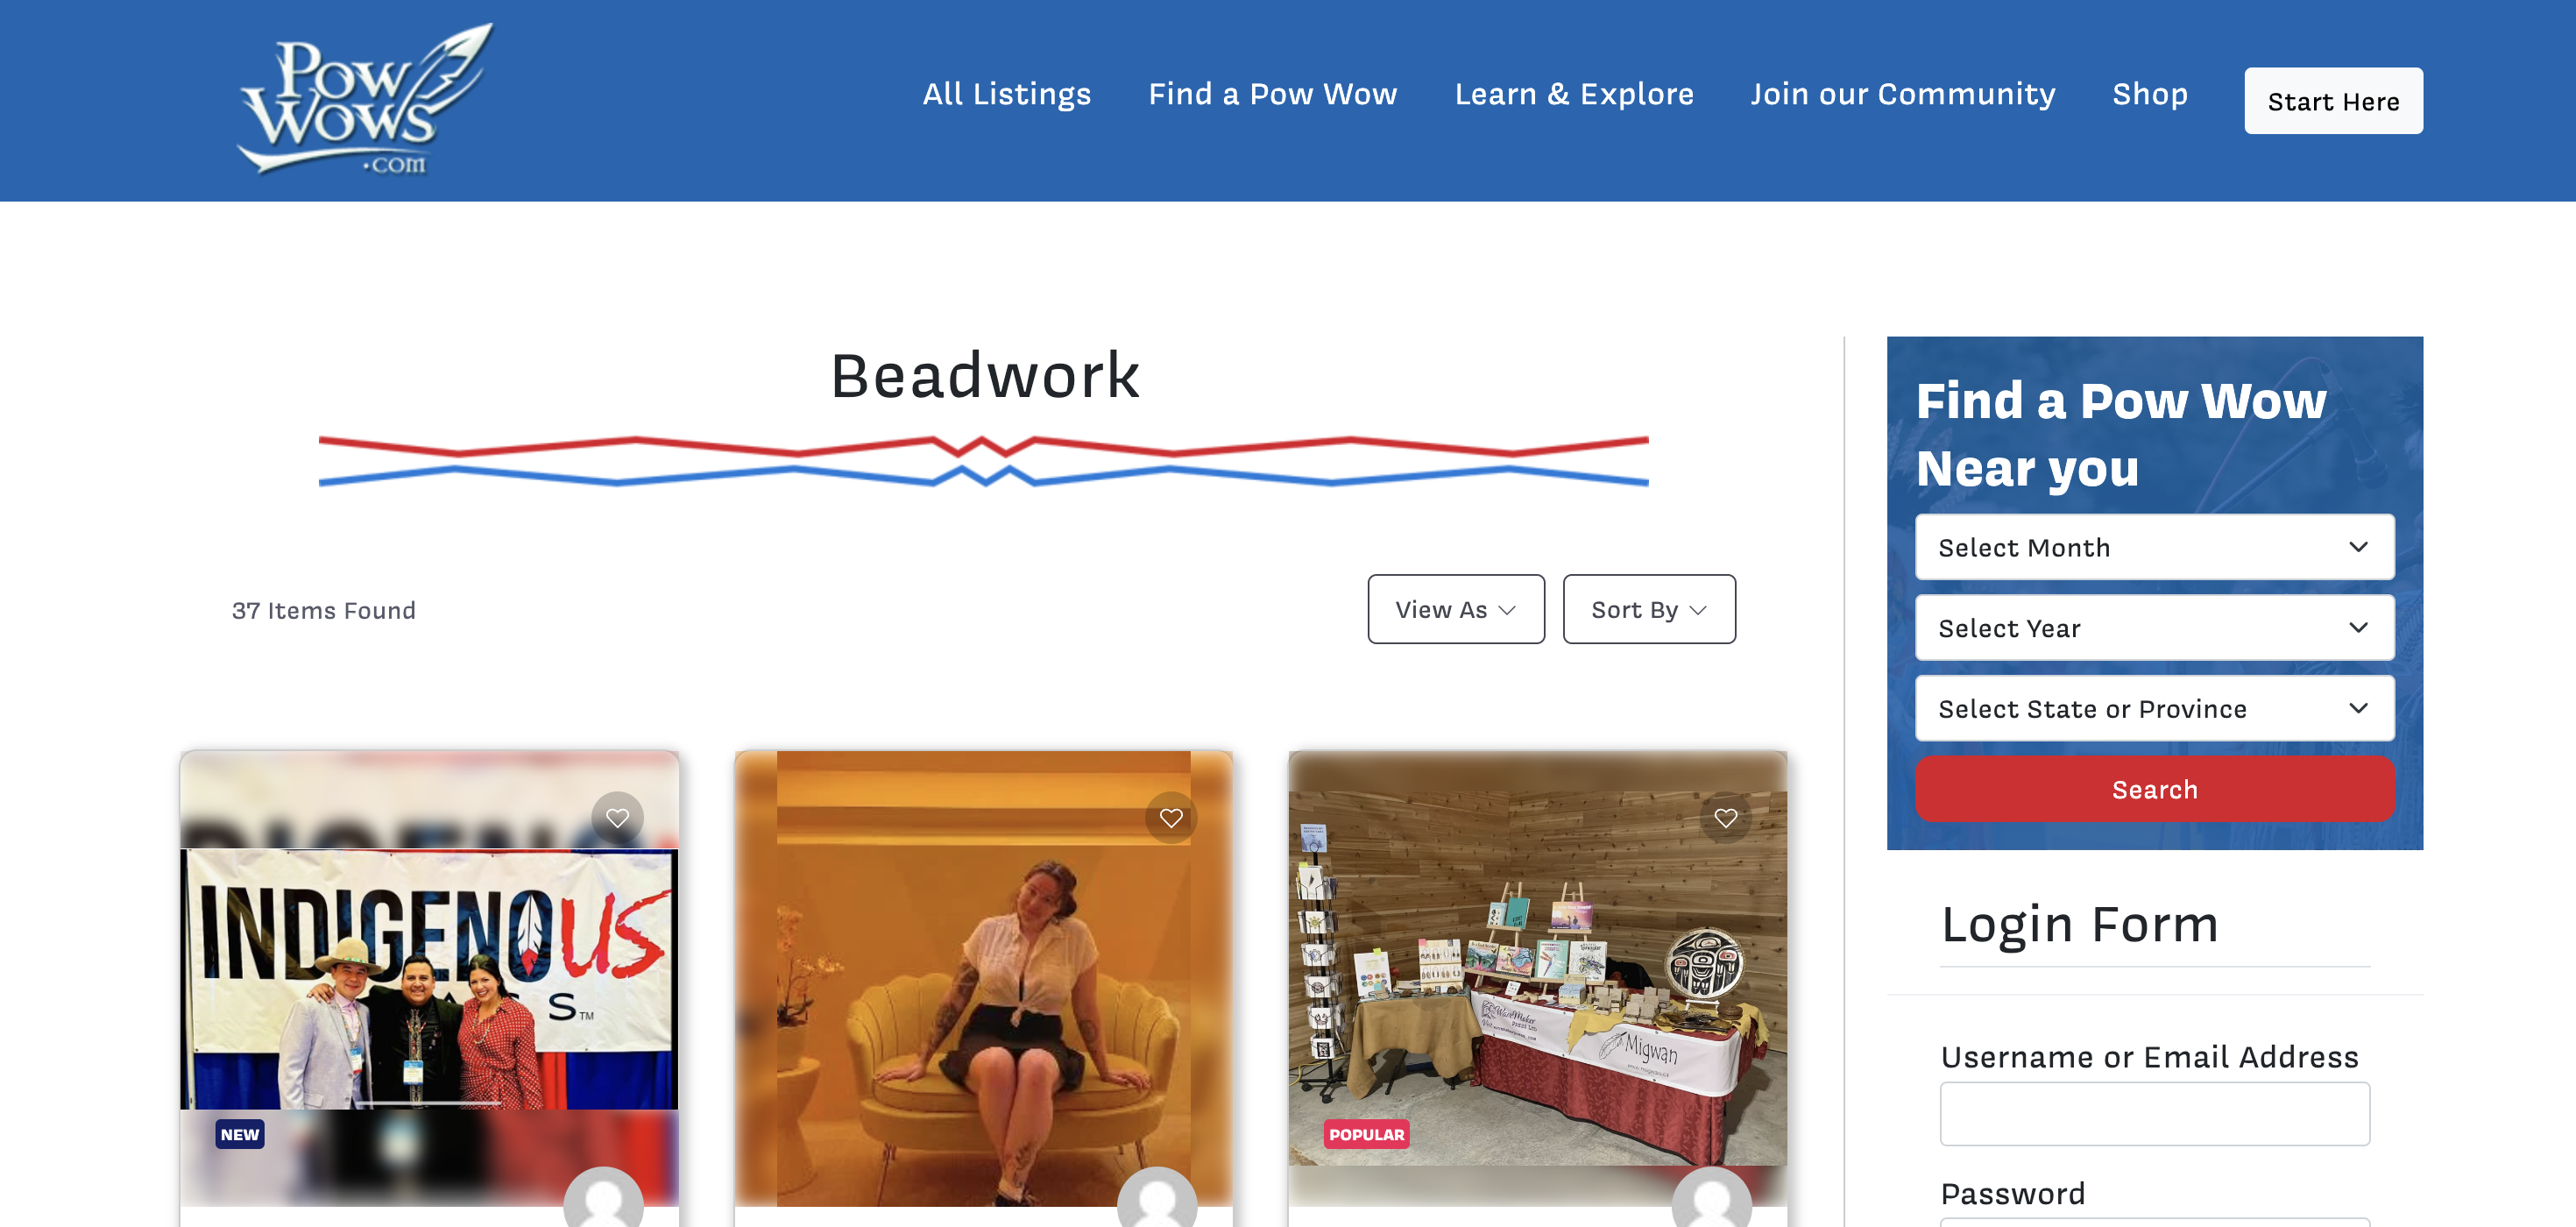 Pow
Wows
.com
All Listings
Find a Pow Wow
Learn & Explore
Join our Community
Shop
Start Here
Beadwork
37 Items Found
View As
Sort By
INDIGENOUS
S TM
NEW
POPULAR
WaveMaker
Migwan
Find a Pow Wow
Near you
Select Month
Select Year
Select State or Province
Search
Login Form
Username or Email Address
Password